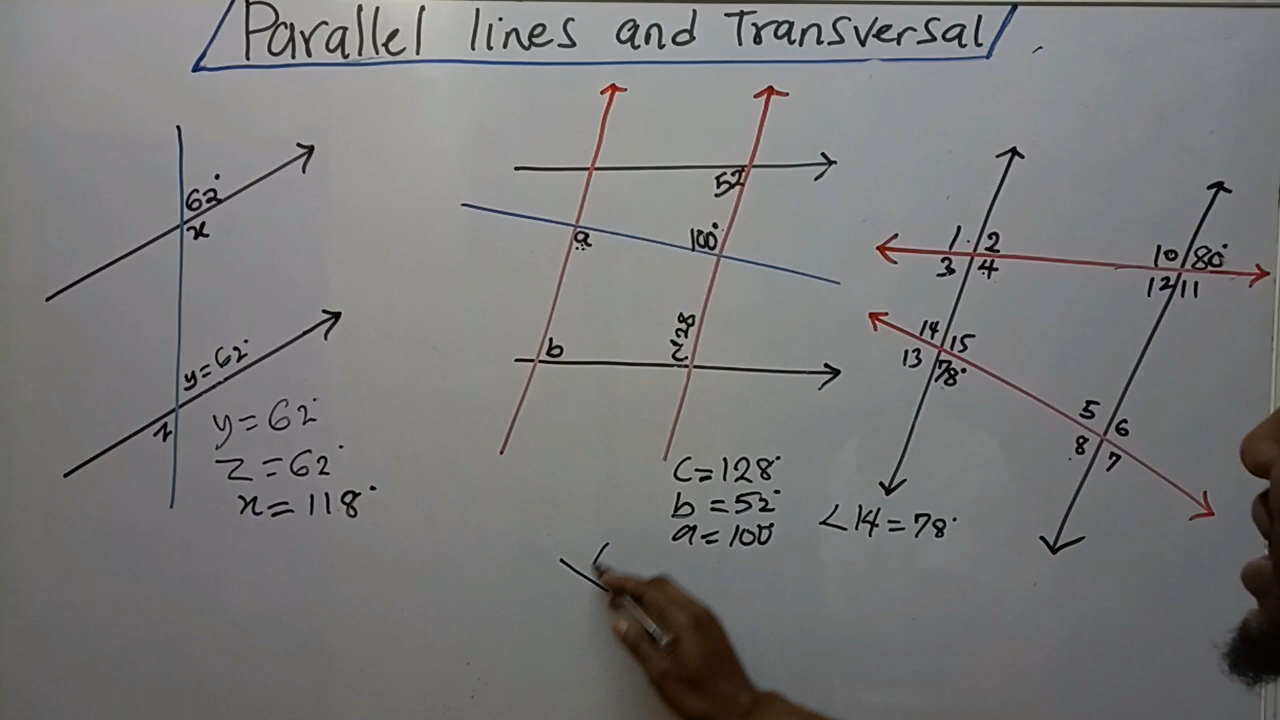 Parallel lines and Transversal
62°
x
y=62°
z
y=62°
z=62°
x=118°
52
100°
a
b
128
c
C=128°
b=52°
a=100°
1 2
3 4
10 80°
12 11
14 15
13 78°
5 6
8 7
<14=78°